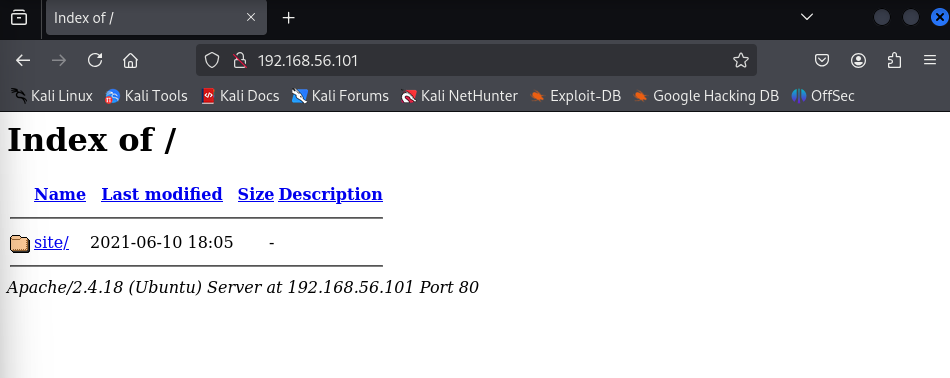 Index of /
192.168.56.101
Kali Linux Kali Tools Kali Docs Kali Forums Kali NetHunter Exploit-DB Google Hacking DB OffSec
Index of /
Name Last modified Size Description
site/ 2021-06-10 18:05 -
Apache/2.4.18 (Ubuntu) Server at 192.168.56.101 Port 80